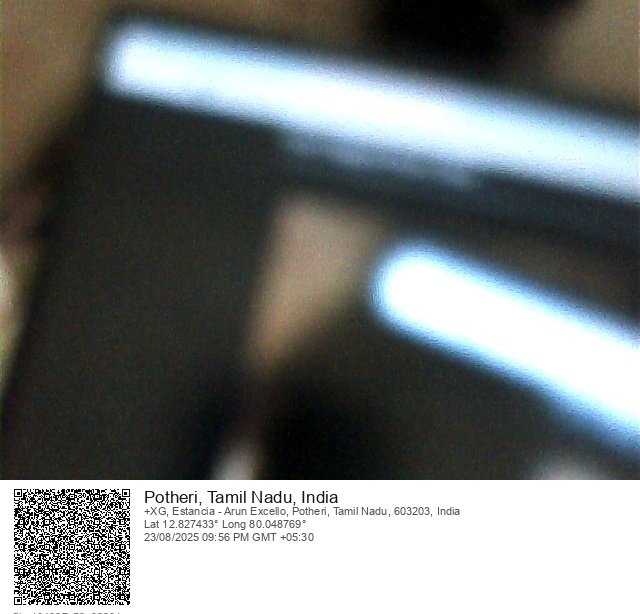 Potheri, Tamil Nadu, India
+XG, Estancia - Arun Excello, Potheri, Tamil Nadu, 603203, India
Lat 12.827433° Long 80.048769°
23/08/2025 09:56 PM GMT +05:30